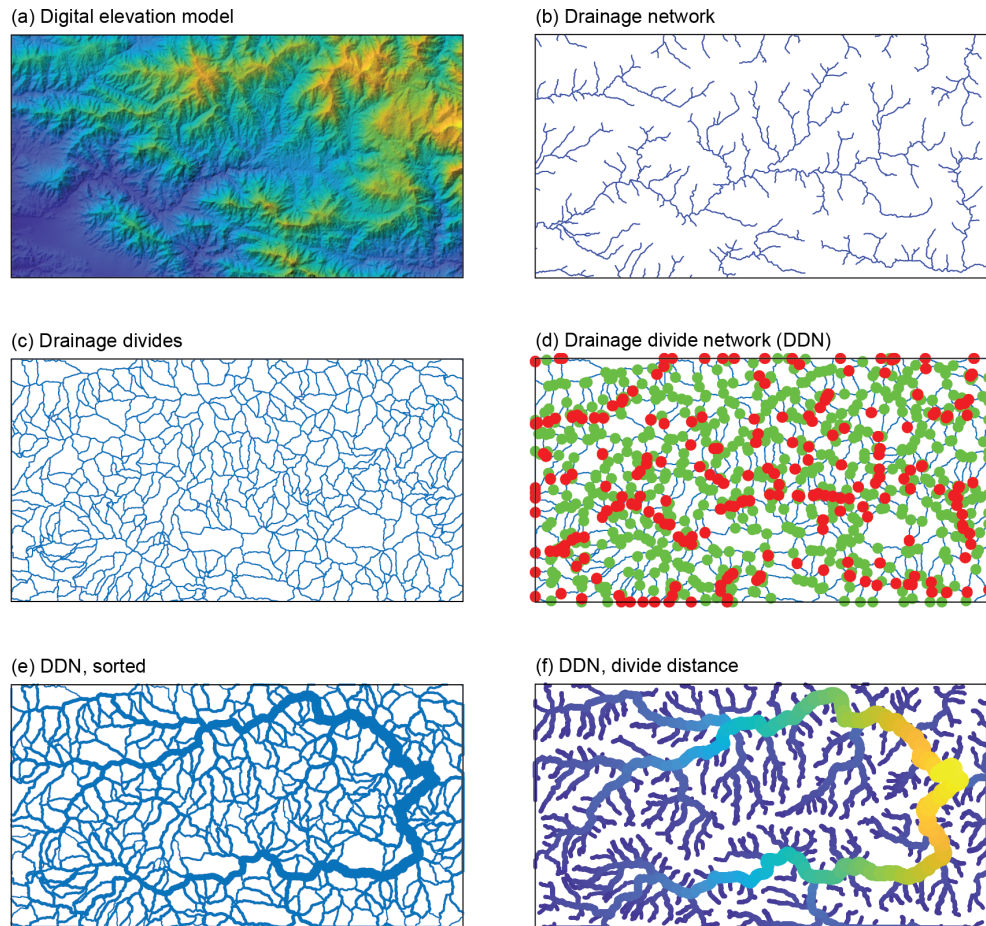 (a) Digital elevation model
(b) Drainage network
(c) Drainage divides
(d) Drainage divide network (DDN)
(e) DDN, sorted
(f) DDN, divide distance